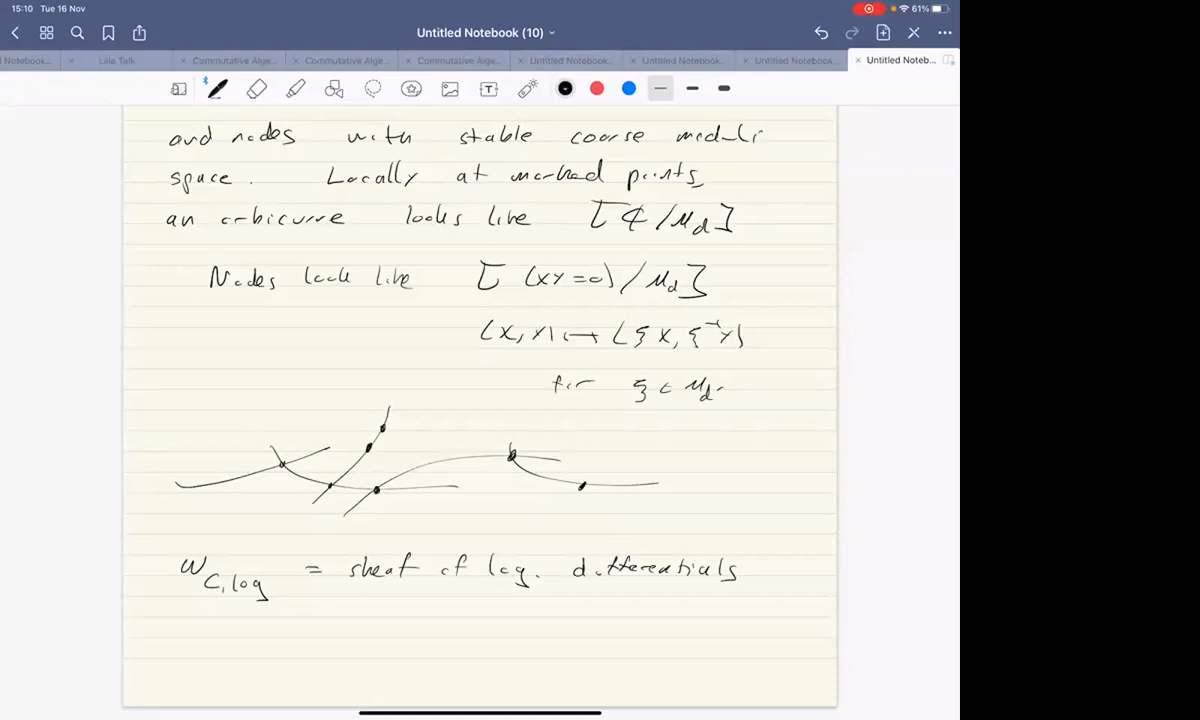 15:10 Tue 16 Nov
61%
Untitled Notebook (10)
Notebook...
Lille Talk
Commutative Alge...
Commutative Alge...
Commutative Alge...
Untitled Notebook...
Untitled Notebook...
Untitled Notebook...
Untitled Noteb...
and nodes with stable coarse moduli
space. Locally at marked points,
an orbicurve looks like [ℂ/μ_d]
Nodes look like [(XY=0)/μ_d]
(X, Y) ↦ (ξX, ξ⁻¹Y)
for ξ ∈ μ_d.
ω_{C,log} = sheaf of log. differentials